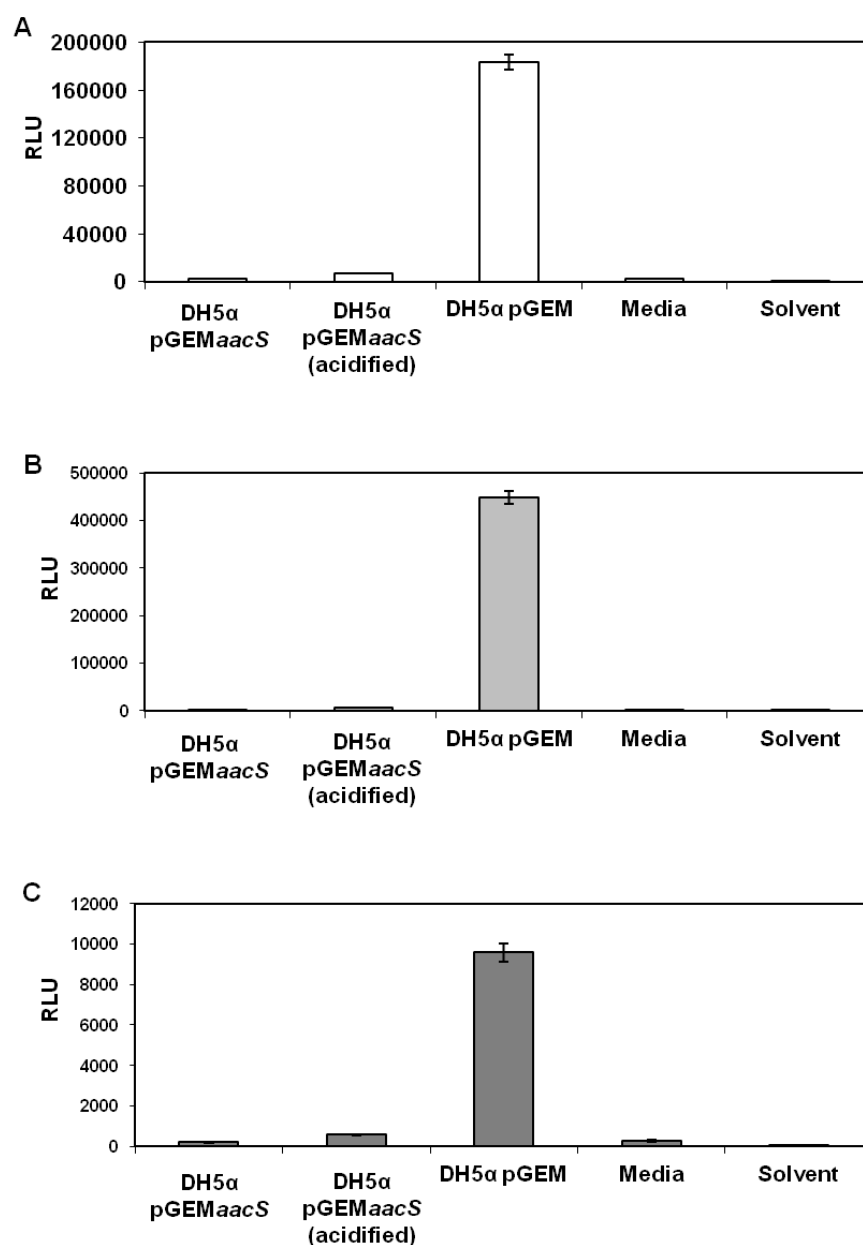 A
200000
160000
120000
80000
40000
0
RLU
DH5α pGEMaacS
DH5α pGEMaacS (acidified)
DH5α pGEM
Media
Solvent
B
500000
400000
300000
200000
100000
0
RLU
DH5α pGEMaacS
DH5α pGEMaacS (acidified)
DH5α pGEM
Media
Solvent
C
12000
10000
8000
6000
4000
2000
0
RLU
DH5α pGEMaacS
DH5α pGEMaacS (acidified)
DH5α pGEM
Media
Solvent